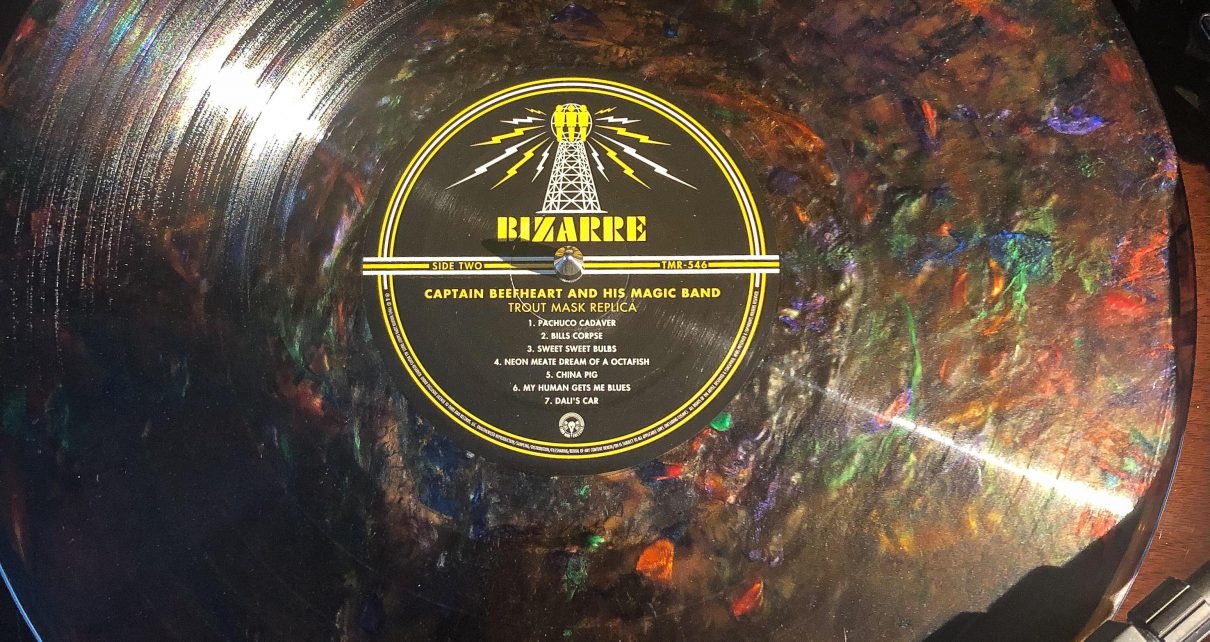 BIZARRE
SIDE TWO
TMR-546
CAPTAIN BEEFHEART AND HIS MAGIC BAND
TROUT MASK REPLICA
1. PACHUCO CADAVER
2. BILLS CORPSE
3. SWEET SWEET BULBS
4. NEON MEATE DREAM OF A OCTAFISH
5. CHINA PIG
6. MY HUMAN GETS ME BLUES
7. DALI'S CAR